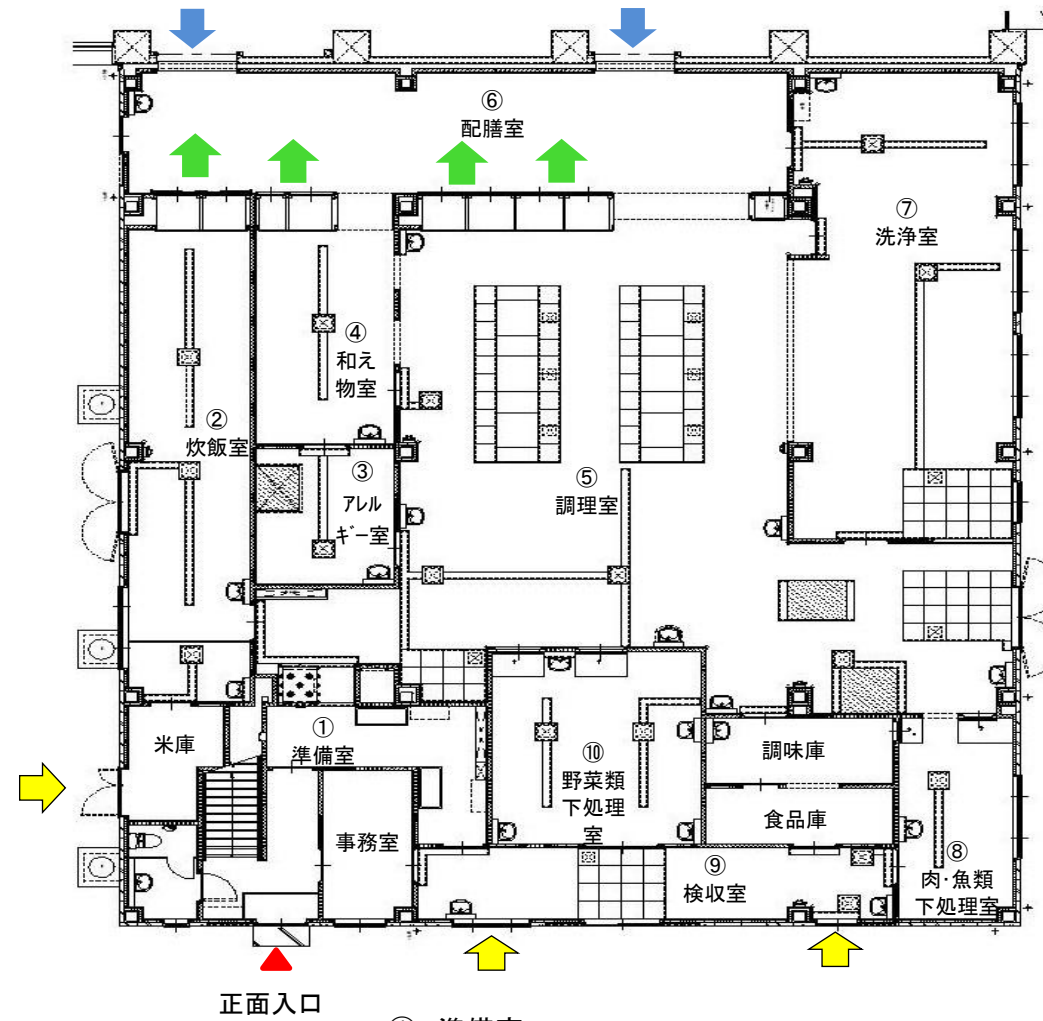 ⑥
配膳室
⑦
洗浄室
④
和え
物室
②
炊飯室
③
アレル
ギー室
⑤
調理室
①
準備室
米庫
事務室
⑩
野菜類
下処理
室
調味庫
食品庫
⑨
検収室
⑧
肉・魚類
下処理室
正面入口